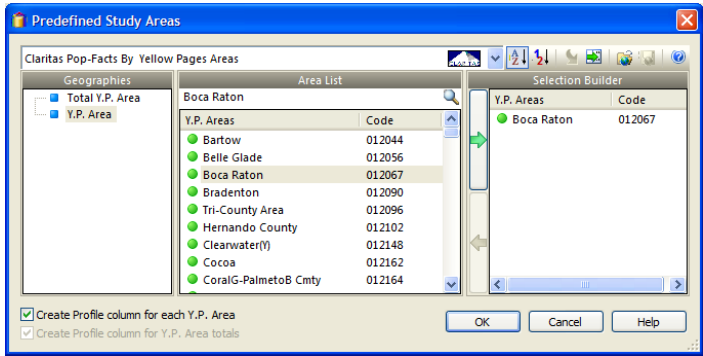 Predefined Study Areas
Claritas Pop-Facts By Yellow Pages Areas
CLARITAS
Geographies
Total Y.P. Area
Y.P. Area
Area List
Boca Raton
Y.P. Areas Code
Bartow 012044
Belle Glade 012056
Boca Raton 012067
Bradenton 012090
Tri-County Area 012096
Hernando County 012102
Clearwater(Y) 012148
Cocoa 012162
CoralG-PalmetoB Cmty 012164
Selection Builder
Y.P. Areas Code
Boca Raton 012067
Create Profile column for each Y.P. Area
Create Profile column for Y.P. Area totals
OK Cancel Help